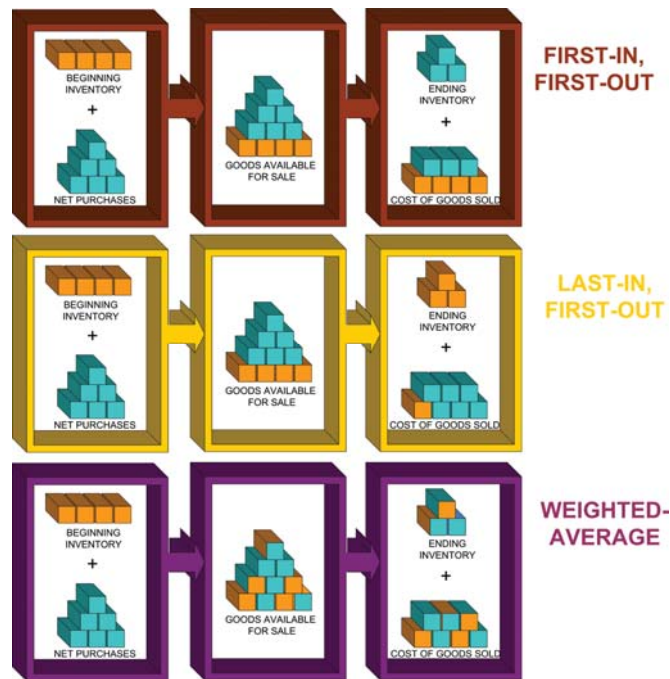 FIRST-IN,
FIRST-OUT
BEGINNING
INVENTORY
+
NET PURCHASES
GOODS AVAILABLE
FOR SALE
ENDING
INVENTORY
+
COST OF GOODS SOLD
LAST-IN,
FIRST-OUT
BEGINNING
INVENTORY
+
NET PURCHASES
GOODS AVAILABLE
FOR SALE
ENDING
INVENTORY
+
COST OF GOODS SOLD
WEIGHTED-
AVERAGE
BEGINNING
INVENTORY
+
NET PURCHASES
GOODS AVAILABLE
FOR SALE
ENDING
INVENTORY
+
COST OF GOODS SOLD